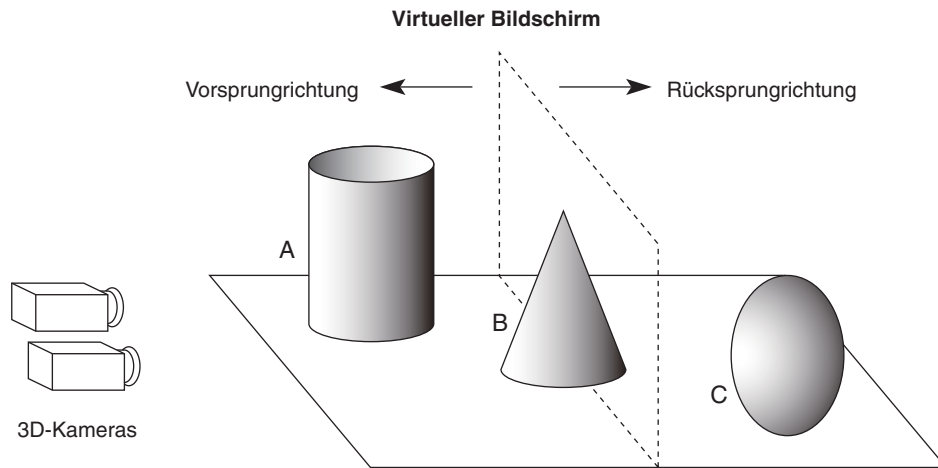 Virtueller Bildschirm
Vorsprungrichtung
Rücksprungrichtung
A
B
C
3D-Kameras